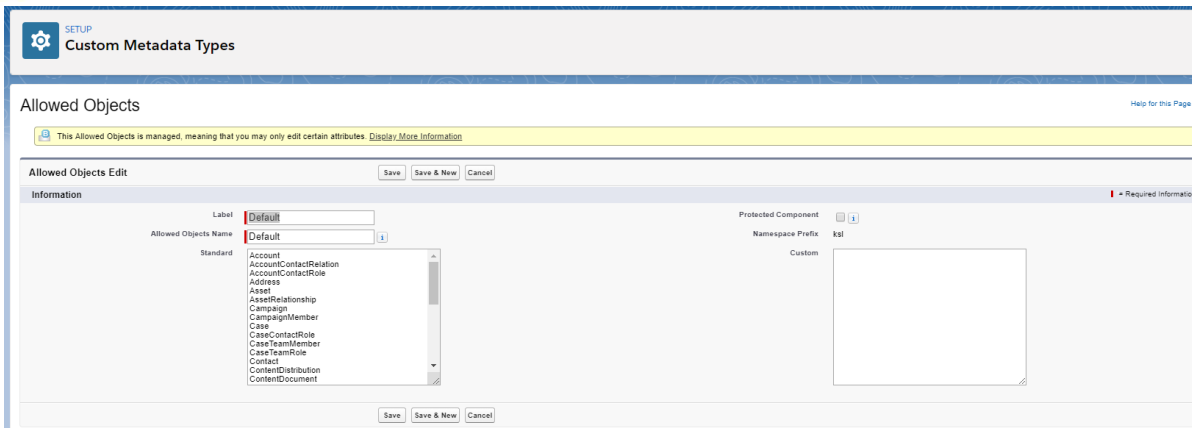 SETUP
Custom Metadata Types
Allowed Objects
Help for this Page
This Allowed Objects is managed, meaning that you may only edit certain attributes. Display More Information
Allowed Objects Edit
Save Save & New Cancel
Information
= Required Informatio
Label Default
Protected Component
Allowed Objects Name Default
Namespace Prefix ksl
Standard
Account
AccountContactRelation
AccountContactRole
Address
Asset
AssetRelationship
Campaign
CampaignMember
Case
CaseContactRole
CaseTeamMember
CaseTeamRole
Contact
ContentDistribution
ContentDocument
Custom
Save Save & New Cancel